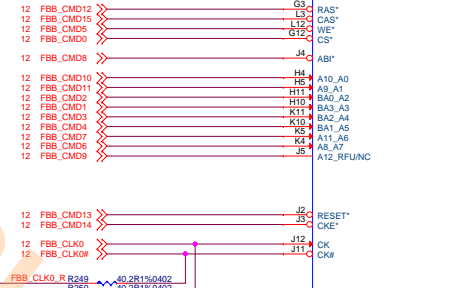 12 FBB_CMD12 G3 RAS*
12 FBB_CMD15 L3 CAS*
12 FBB_CMD5 L12 WE*
12 FBB_CMD0 G12 CS*
12 FBB_CMD8 J4 ABI*
12 FBB_CMD10 H4 A10_A0
12 FBB_CMD11 H5 A9_A1
12 FBB_CMD2 H11 BA0_A2
12 FBB_CMD1 H10 BA3_A3
12 FBB_CMD3 K11 BA2_A4
12 FBB_CMD4 K10 BA1_A5
12 FBB_CMD7 K5 A11_A6
12 FBB_CMD6 K4 A8_A7
12 FBB_CMD9 J5 A12_RFU/NC
12 FBB_CMD13 J2 RESET*
12 FBB_CMD14 J3 CKE*
12 FBB_CLK0 J12 CK
12 FBB_CLK0# J11 CK#
FBB_CLK0_R R249 40.2R1%0402
R250 40.2R1%0402